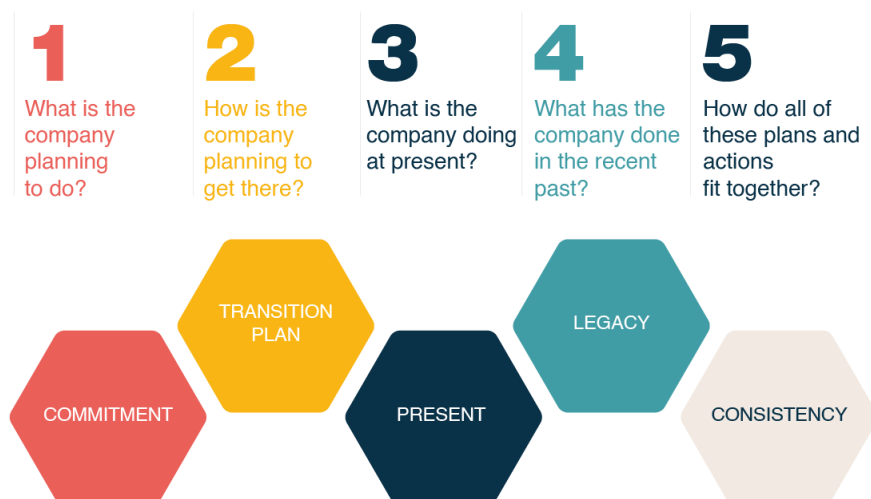 1
What is the
company
planning
to do?
2
How is the
company
planning to
get there?
3
What is the
company doing
at present?
4
What has the
company done
in the recent
past?
5
How do all of
these plans and
actions
fit together?
COMMITMENT
TRANSITION
PLAN
PRESENT
LEGACY
CONSISTENCY